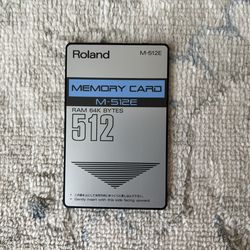 Roland
M-512E
MEMORY CARD
M-512E
RAM 64K BYTES
512
Gently insert with this side facing upward.